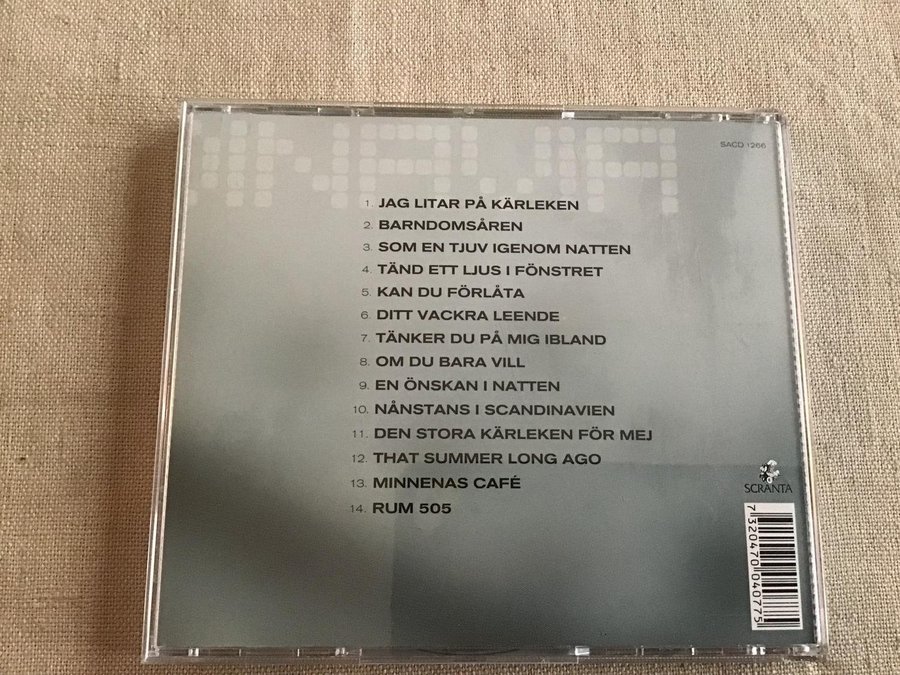 SACD 1266
1. JAG LITAR PÅ KÄRLEKEN
2. BARNDOMSÅREN
3. SOM EN TJUV IGENOM NATTEN
4. TÄND ETT LJUS I FÖNSTRET
5. KAN DU FÖRLÅTA
6. DITT VACKRA LEENDE
7. TÄNKER DU PÅ MIG IBLAND
8. OM DU BARA VILL
9. EN ÖNSKAN I NATTEN
10. NÅNSTANS I SCANDINAVIEN
11. DEN STORA KÄRLEKEN FÖR MEJ
12. THAT SUMMER LONG AGO
13. MINNENAS CAFÉ
14. RUM 505
SCRANTA
7 320470 040775